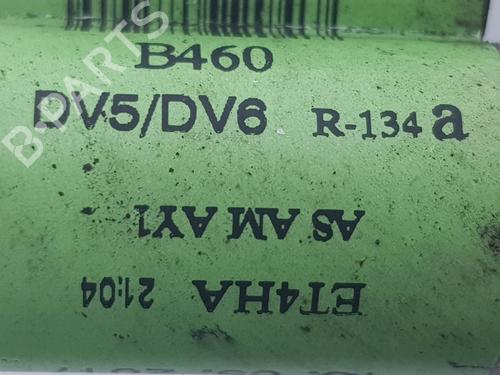 B460
DV5/DV6 R-134a
AS AM AY1
ET4HA 21:04
B-PARTS